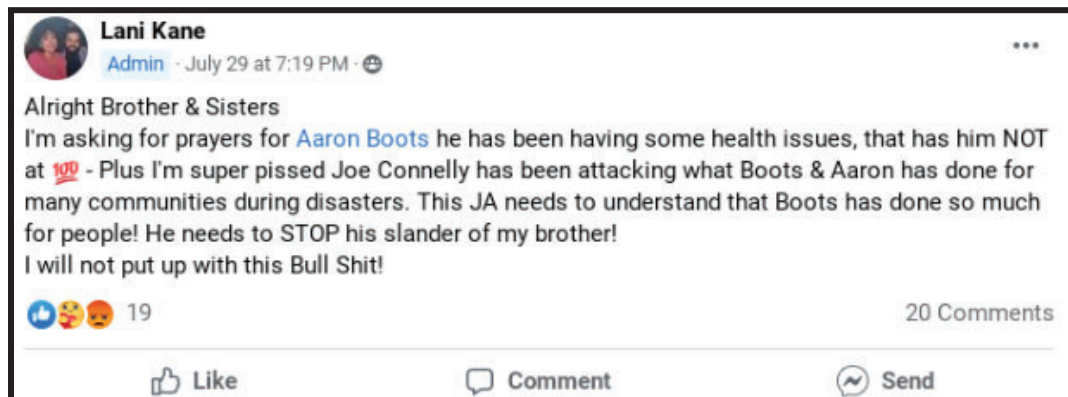 Lani Kane
Admin · July 29 at 7:19 PM ·
Alright Brother & Sisters
I'm asking for prayers for Aaron Boots he has been having some health issues, that has him NOT
at 💯 - Plus I'm super pissed Joe Connelly has been attacking what Boots & Aaron has done for
many communities during disasters. This JA needs to understand that Boots has done so much
for people! He needs to STOP his slander of my brother!
I will not put up with this Bull Shit!
19
20 Comments
Like
Comment
Send